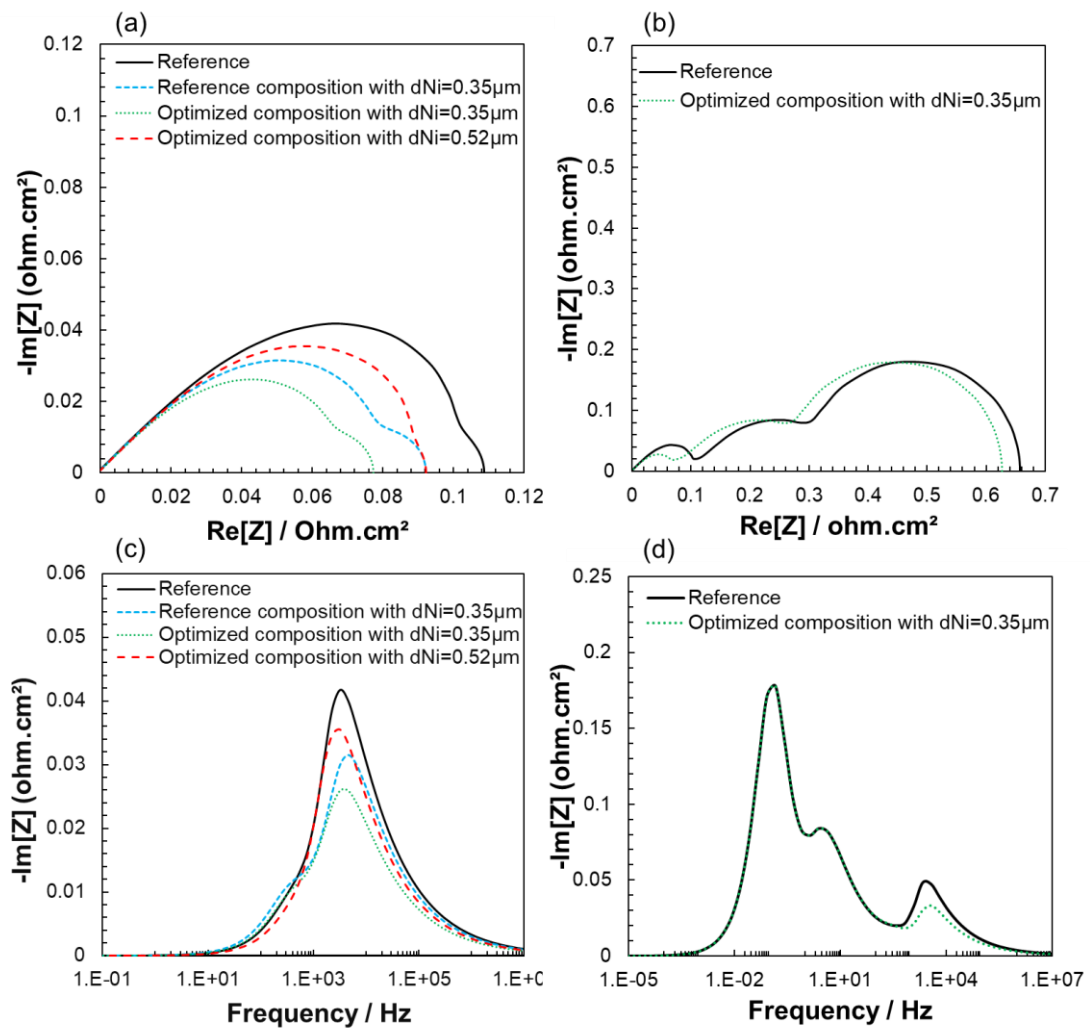 (a)
0.12
0.1
0.08
0.06
0.04
0.02
0
-Im[Z] (ohm.cm²)
Reference
Reference composition with dNi=0.35µm
Optimized composition with dNi=0.35µm
Optimized composition with dNi=0.52µm
0 0.02 0.04 0.06 0.08 0.1 0.12
Re[Z] / Ohm.cm²
(b)
0.7
0.6
0.5
0.4
0.3
0.2
0.1
0
-Im[Z] (ohm.cm²)
Reference
Optimized composition with dNi=0.35µm
0 0.1 0.2 0.3 0.4 0.5 0.6 0.7
Re[Z] / ohm.cm²
(c)
0.06
0.05
0.04
0.03
0.02
0.01
0
-Im[Z] (ohm.cm²)
Reference
Reference composition with dNi=0.35µm
Optimized composition with dNi=0.35µm
Optimized composition with dNi=0.52µm
1.E-01 1.E+01 1.E+03 1.E+05 1.E+0
Frequency / Hz
(d)
0.25
0.2
0.15
0.1
0.05
0
-Im[Z] (ohm.cm²)
Reference
Optimized composition with dNi=0.35µm
1.E-05 1.E-02 1.E+01 1.E+04 1.E+07
Frequency / Hz